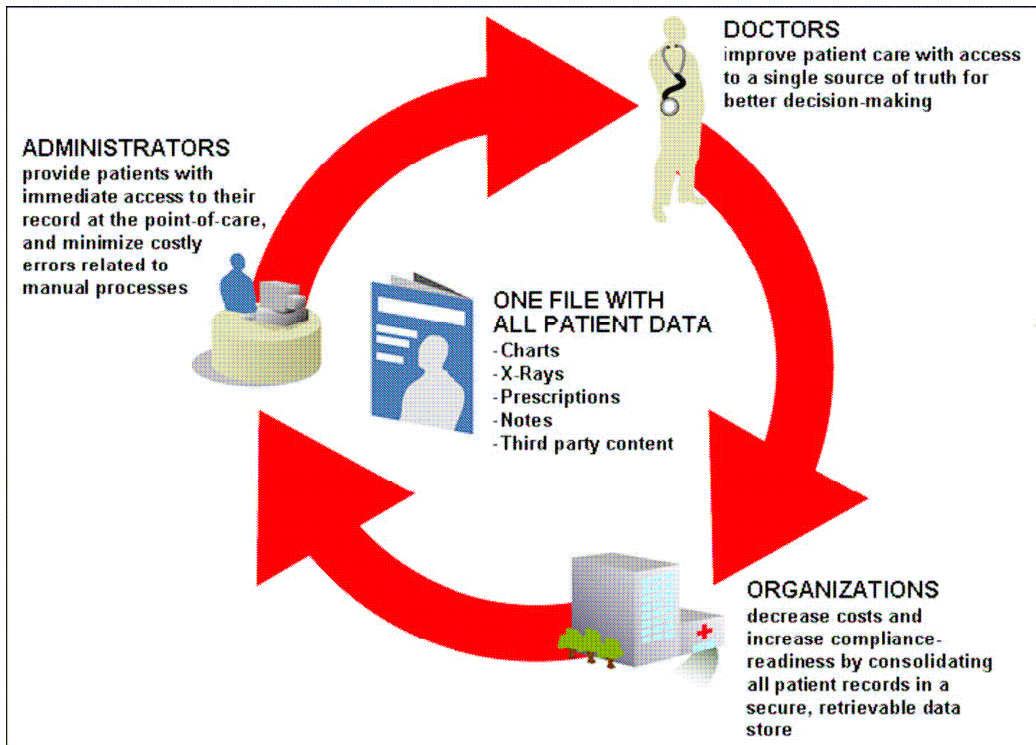 DOCTORS
improve patient care with access
to a single source of truth for
better decision-making
ADMINISTRATORS
provide patients with
immediate access to their
record at the point-of-care,
and minimize costly
errors related to
manual processes
ONE FILE WITH
ALL PATIENT DATA
-Charts
-X-Rays
-Prescriptions
-Notes
-Third party content
ORGANIZATIONS
decrease costs and
increase compliance-
readiness by consolidating
all patient records in a
secure, retrievable data
store